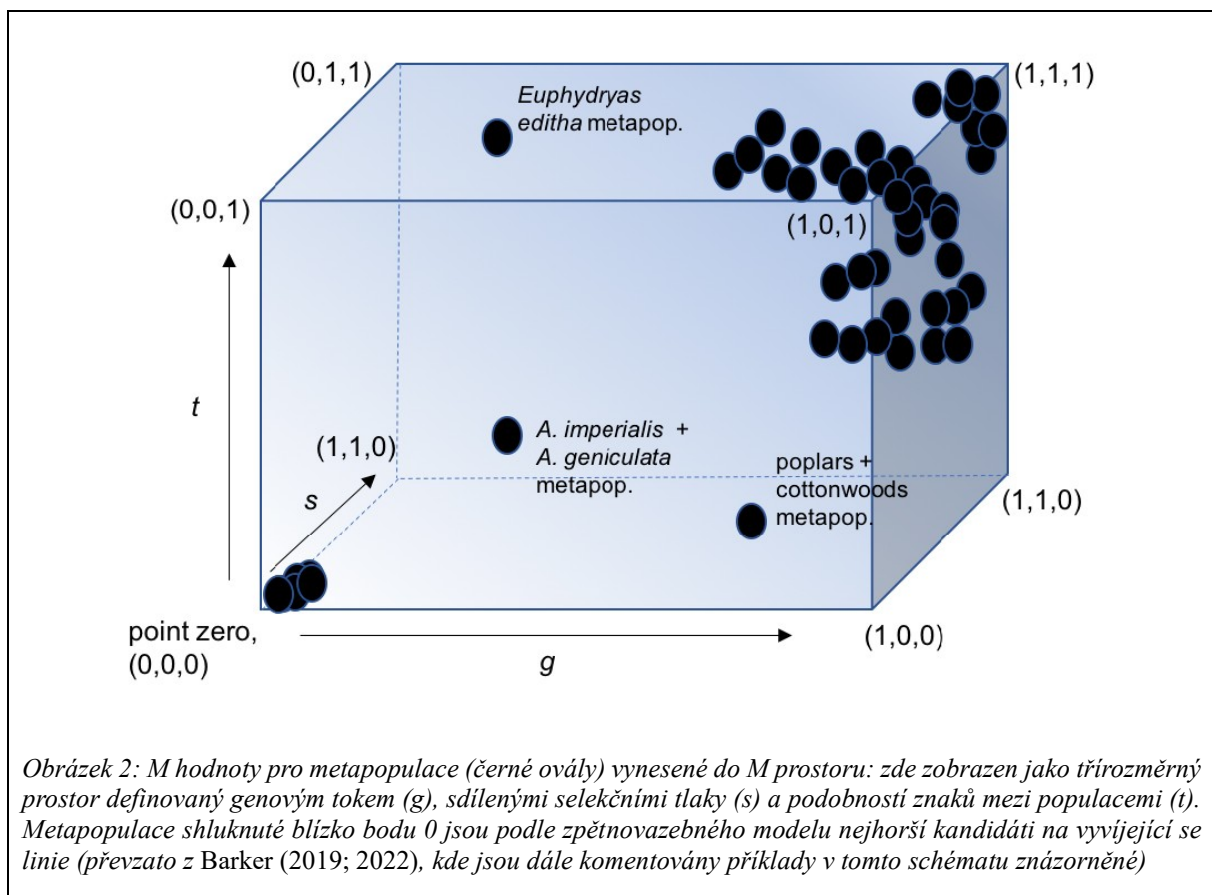 (0,1,1)
(1,1,1)
Euphydryas
editha metapop.
(0,0,1)
(1,0,1)
t
(1,1,0)
s
A. imperialis +
A. geniculata
metapop.
poplars +
cottonwoods
metapop.
(1,1,0)
point zero,
(0,0,0)
g
(1,0,0)
Obrázek 2: M hodnoty pro metapopulace (černé ovály) vynesené do M prostoru: zde zobrazen jako třírozměrný
prostor definovaný genovým tokem (g), sdílenými selekčními tlaky (s) a podobností znaků mezi populacemi (t).
Metapopulace shluknuté blízko bodu 0 jsou podle zpětnovazebného modelu nejhorší kandidáti na vyvíjející se
linie (převzato z Barker (2019; 2022), kde jsou dále komentovány příklady v tomto schématu znázorněné)